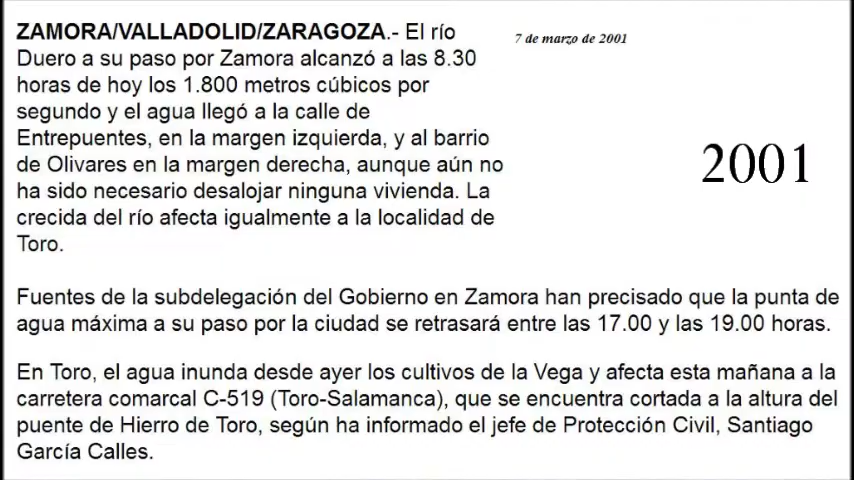 ZAMORA/VALLADOLID/ZARAGOZA.- El río
Duero a su paso por Zamora alcanzó a las 8.30
horas de hoy los 1.800 metros cúbicos por
segundo y el agua llegó a la calle de
Entrepuentes, en la margen izquierda, y al barrio
de Olivares en la margen derecha, aunque aún no
ha sido necesario desalojar ninguna vivienda. La
crecida del río afecta igualmente a la localidad de
Toro.
7 de marzo de 2001
2001
Fuentes de la subdelegación del Gobierno en Zamora han precisado que la punta de
agua máxima a su paso por la ciudad se retrasará entre las 17.00 y las 19.00 horas.
En Toro, el agua inunda desde ayer los cultivos de la Vega y afecta esta mañana a la
carretera comarcal C-519 (Toro-Salamanca), que se encuentra cortada a la altura del
puente de Hierro de Toro, según ha informado el jefe de Protección Civil, Santiago
García Calles.